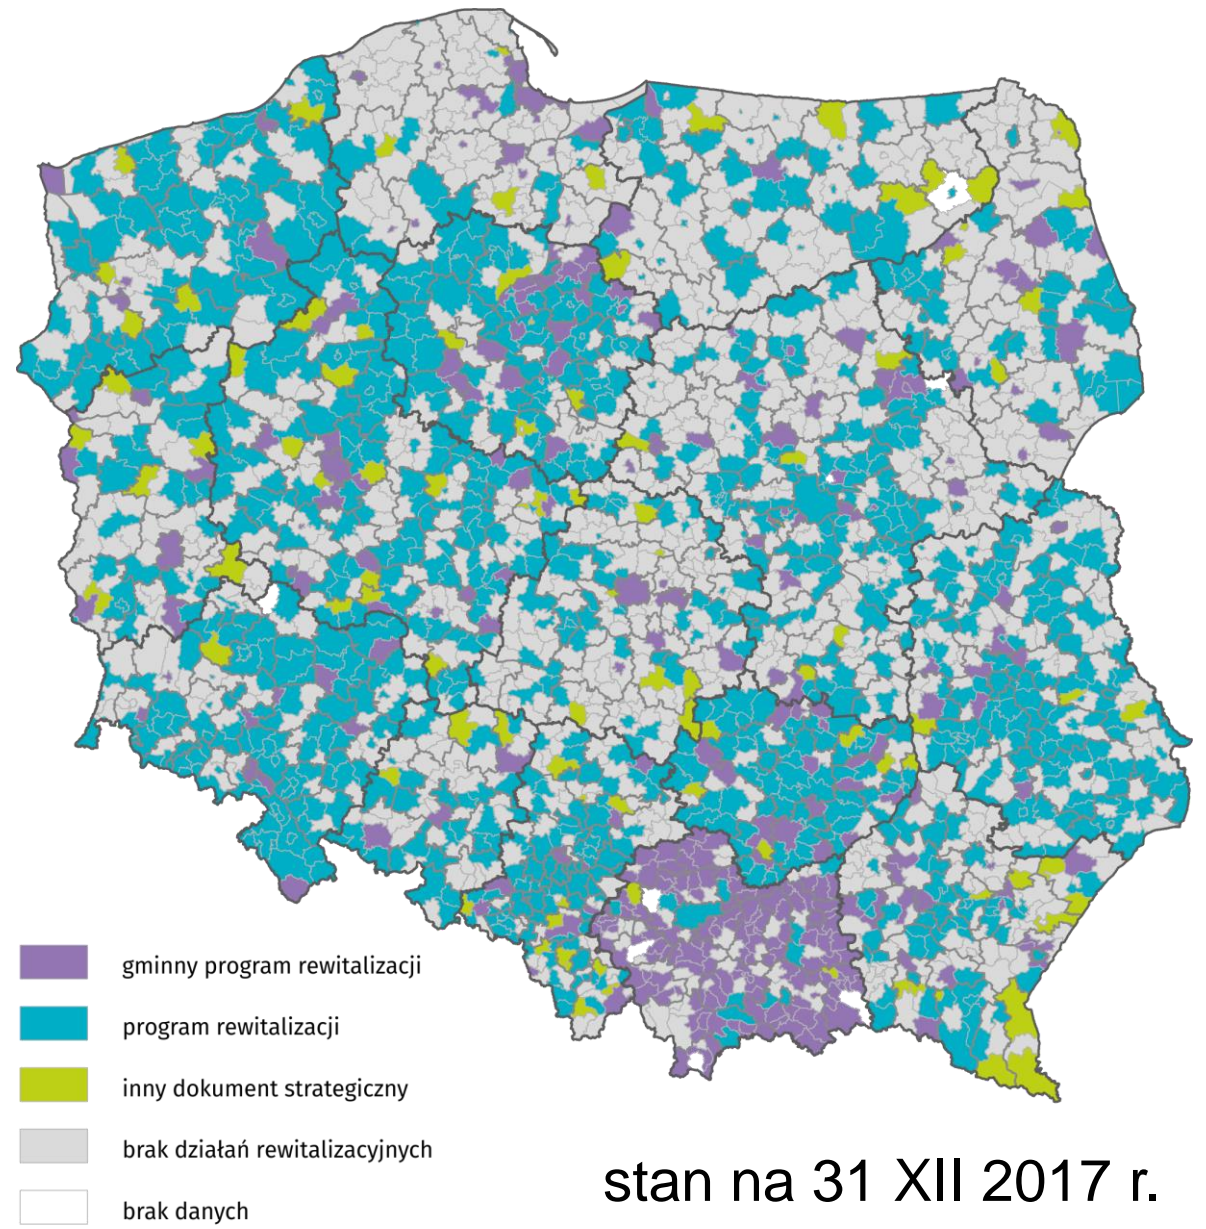 gminny program rewitalizacji
program rewitalizacji
inny dokument strategiczny
brak działań rewitalizacyjnych
brak danych
stan na 31 XII 2017 r.